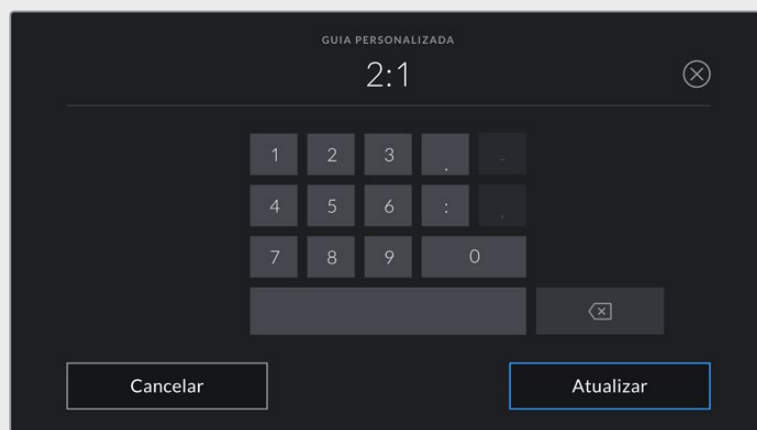 GUIA PERSONALIZADA
2:1
1 2 3 . -
4 5 6 : ,
7 8 9 0
Cancelar Atualizar